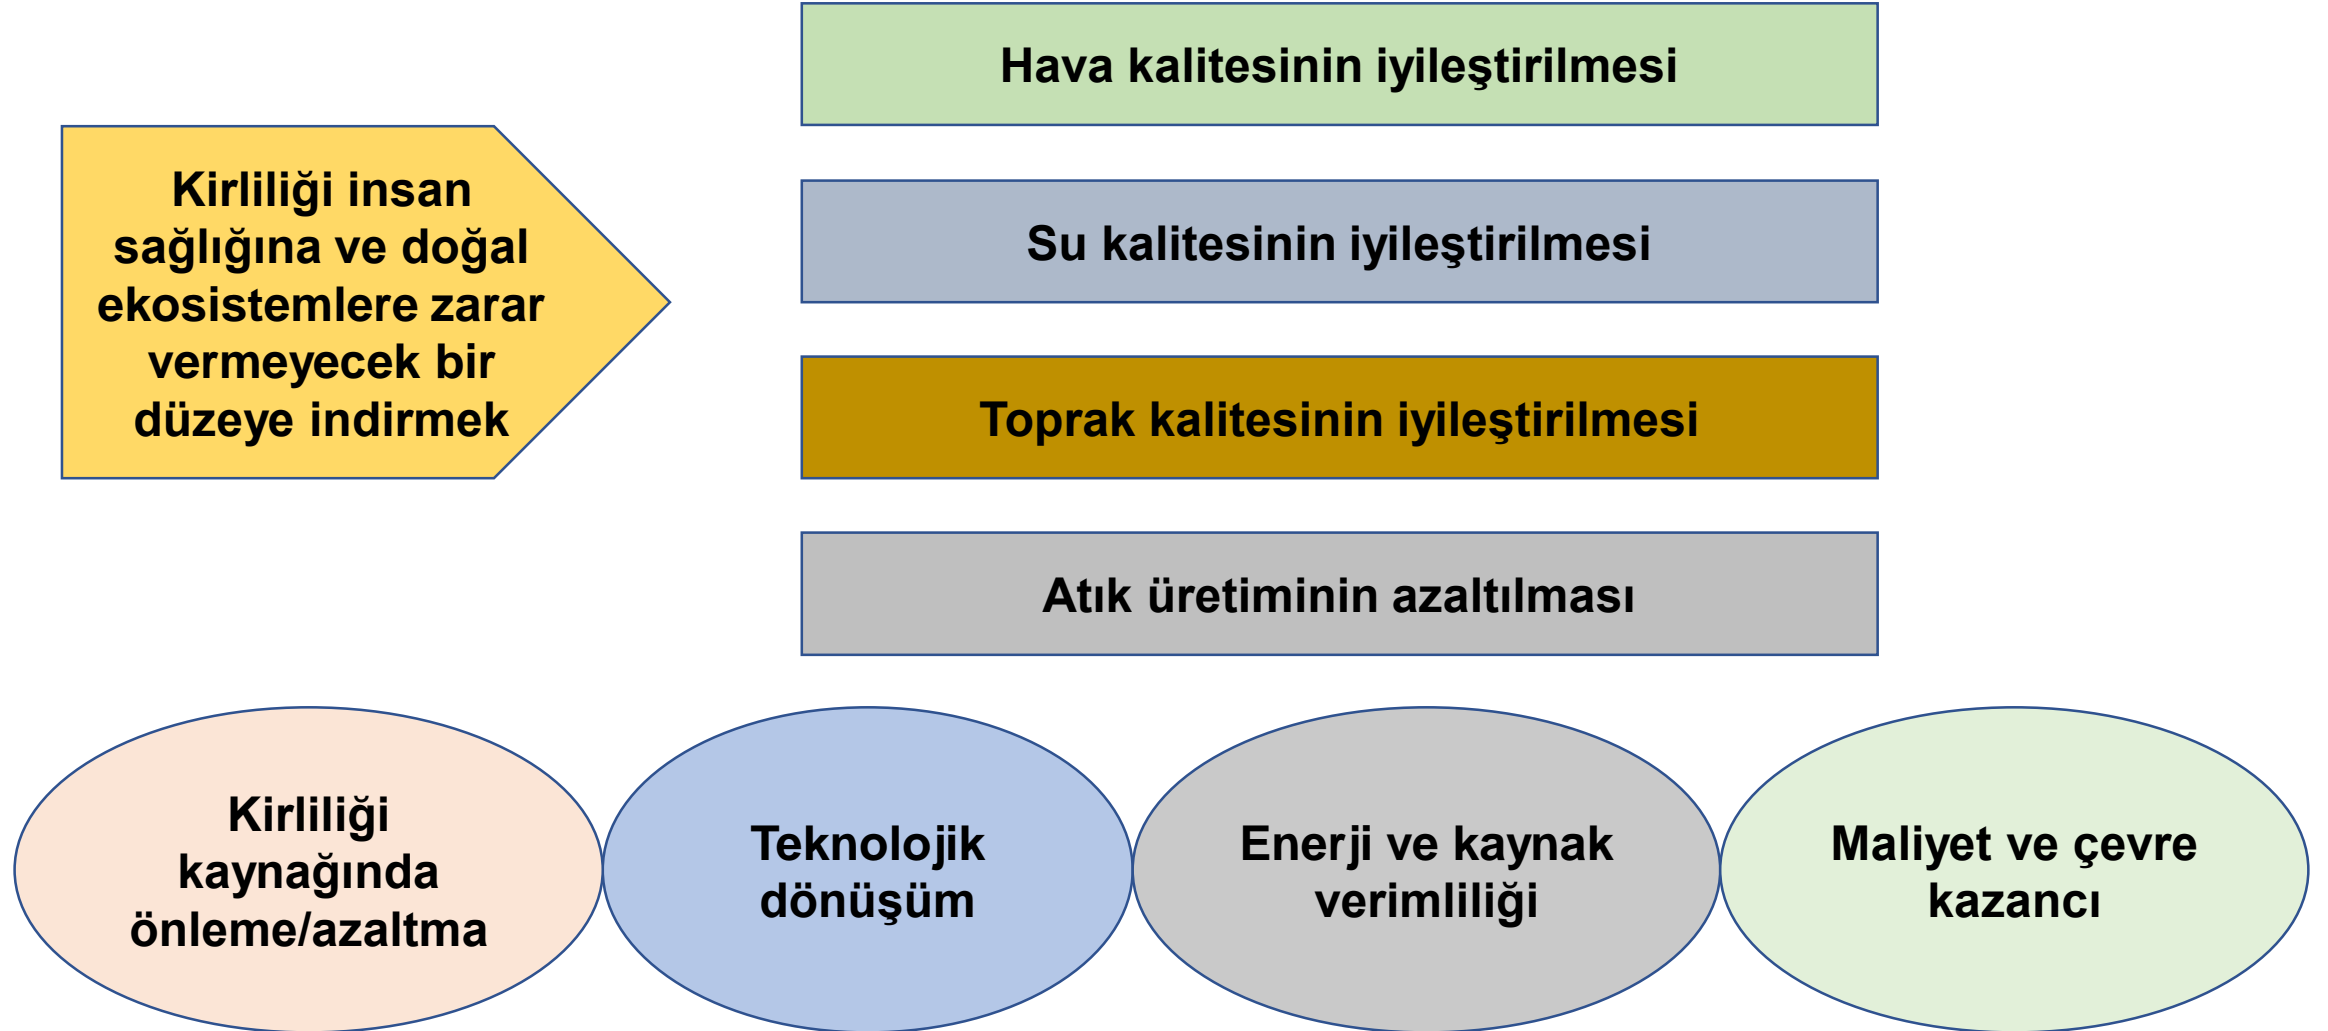 Hava kalitesinin iyileştirilmesi
Kirliliği insan
sağlığına ve doğal
ekosistemlere zarar
vermeyecek bir
düzeye indirmek
Su kalitesinin iyileştirilmesi
Toprak kalitesinin iyileştirilmesi
Atık üretiminin azaltılması
Kirliliği
kaynağında
önleme/azaltma
Teknolojik
dönüşüm
Enerji ve kaynak
verimliliği
Maliyet ve çevre
kazancı